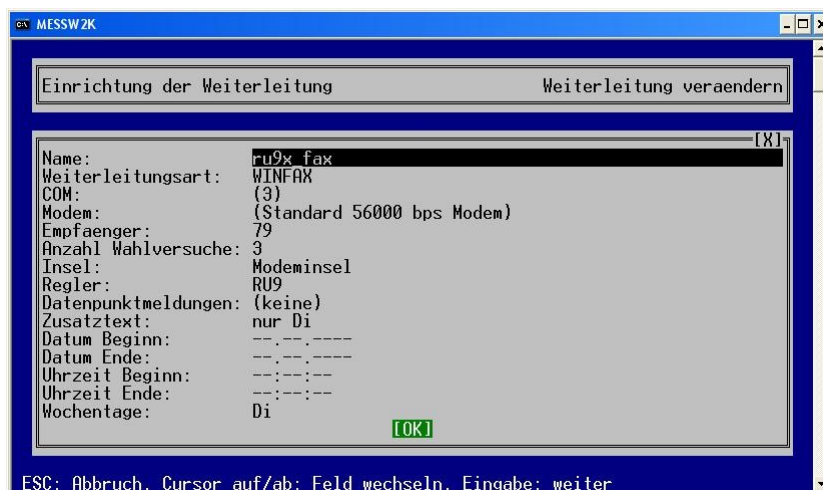 MESSW2K
Einrichtung der Weiterleitung Weiterleitung veraendern
[X]
Name: ru9x_fax
Weiterleitungsart: WINFAX
COM: (3)
Modem: (Standard 56000 bps Modem)
Empfaenger: 79
Anzahl Wahlversuche: 3
Insel: Modeminsel
Regler: RU9
Datenpunktmeldungen: (keine)
Zusatztext: nur Di
Datum Beginn: --.--.----
Datum Ende: --.--.----
Uhrzeit Beginn: --:--:--
Uhrzeit Ende: --:--:--
Wochentage: Di
[OK]
ESC: Abbruch, Cursor auf/ab: Feld wechseln, Eingabe: weiter